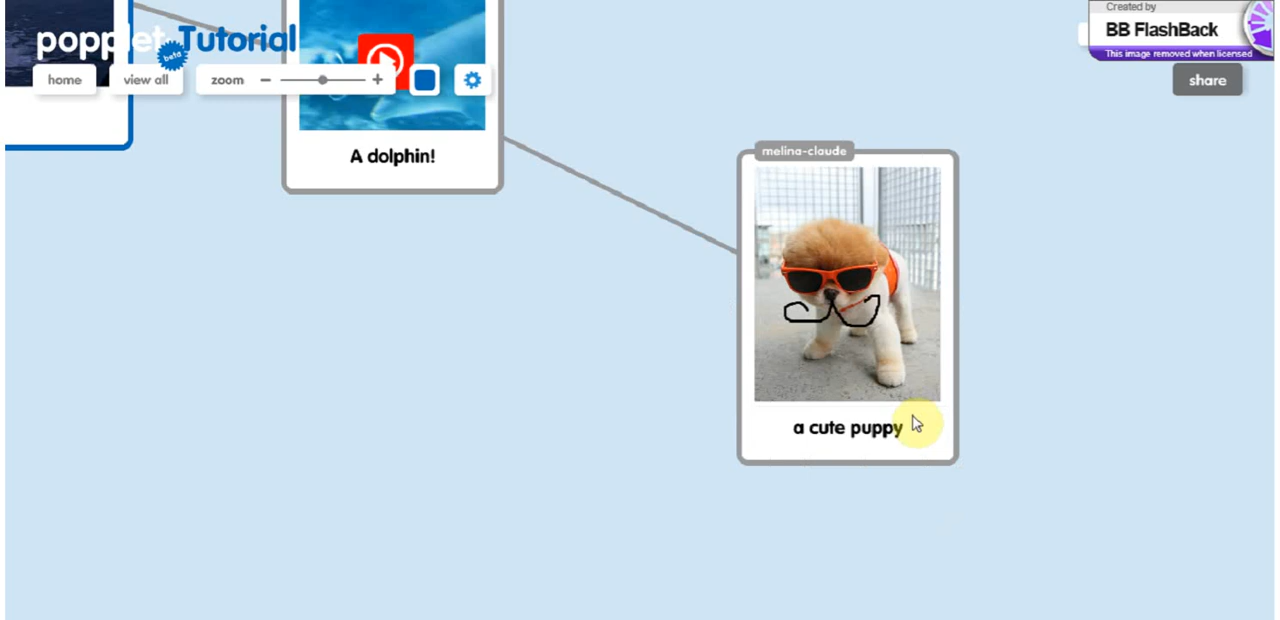 popplet Tutorial
beta
home
view all
zoom - +
Created by
BB FlashBack
This image removed when licensed
share
A dolphin!
melina-claude
a cute puppy